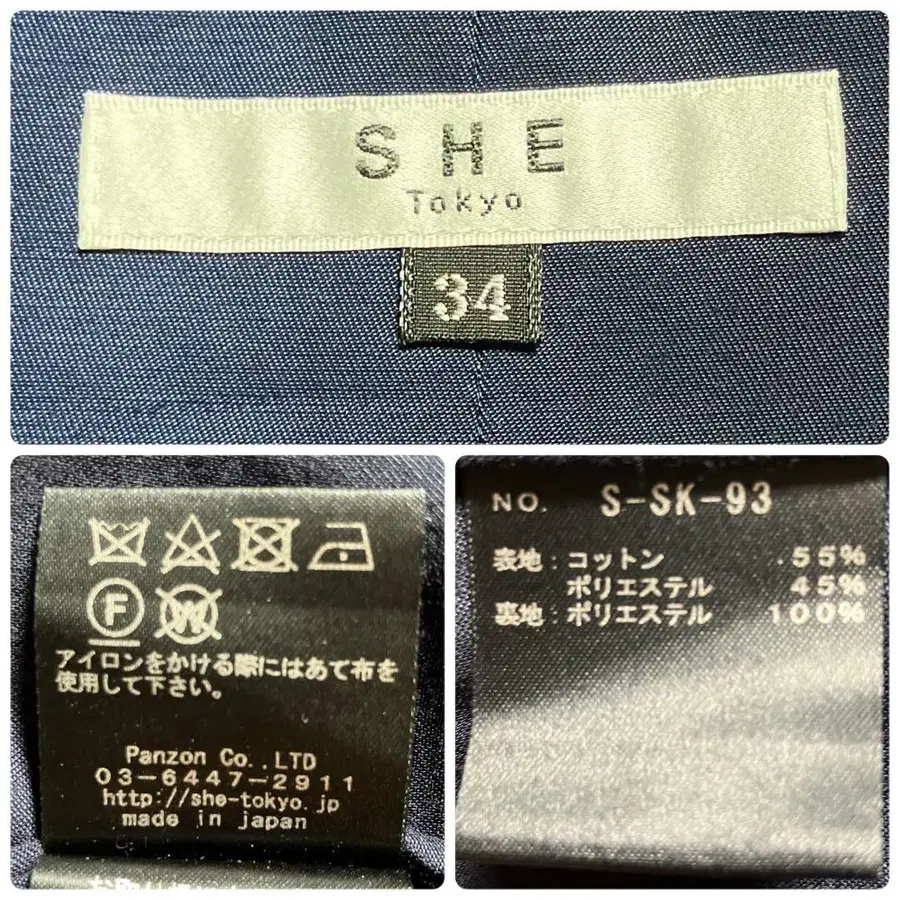 SHE
Tokyo
34
F
W
アイロンをかける際にはあて布を
使用して下さい。
Panzon Co.,LTD
03-6447-2911
http://she-tokyo.jp
made in japan
NO. S-SK-93
表地:コットン 55%
ポリエステル 45%
裏地:ポリエステル 100%